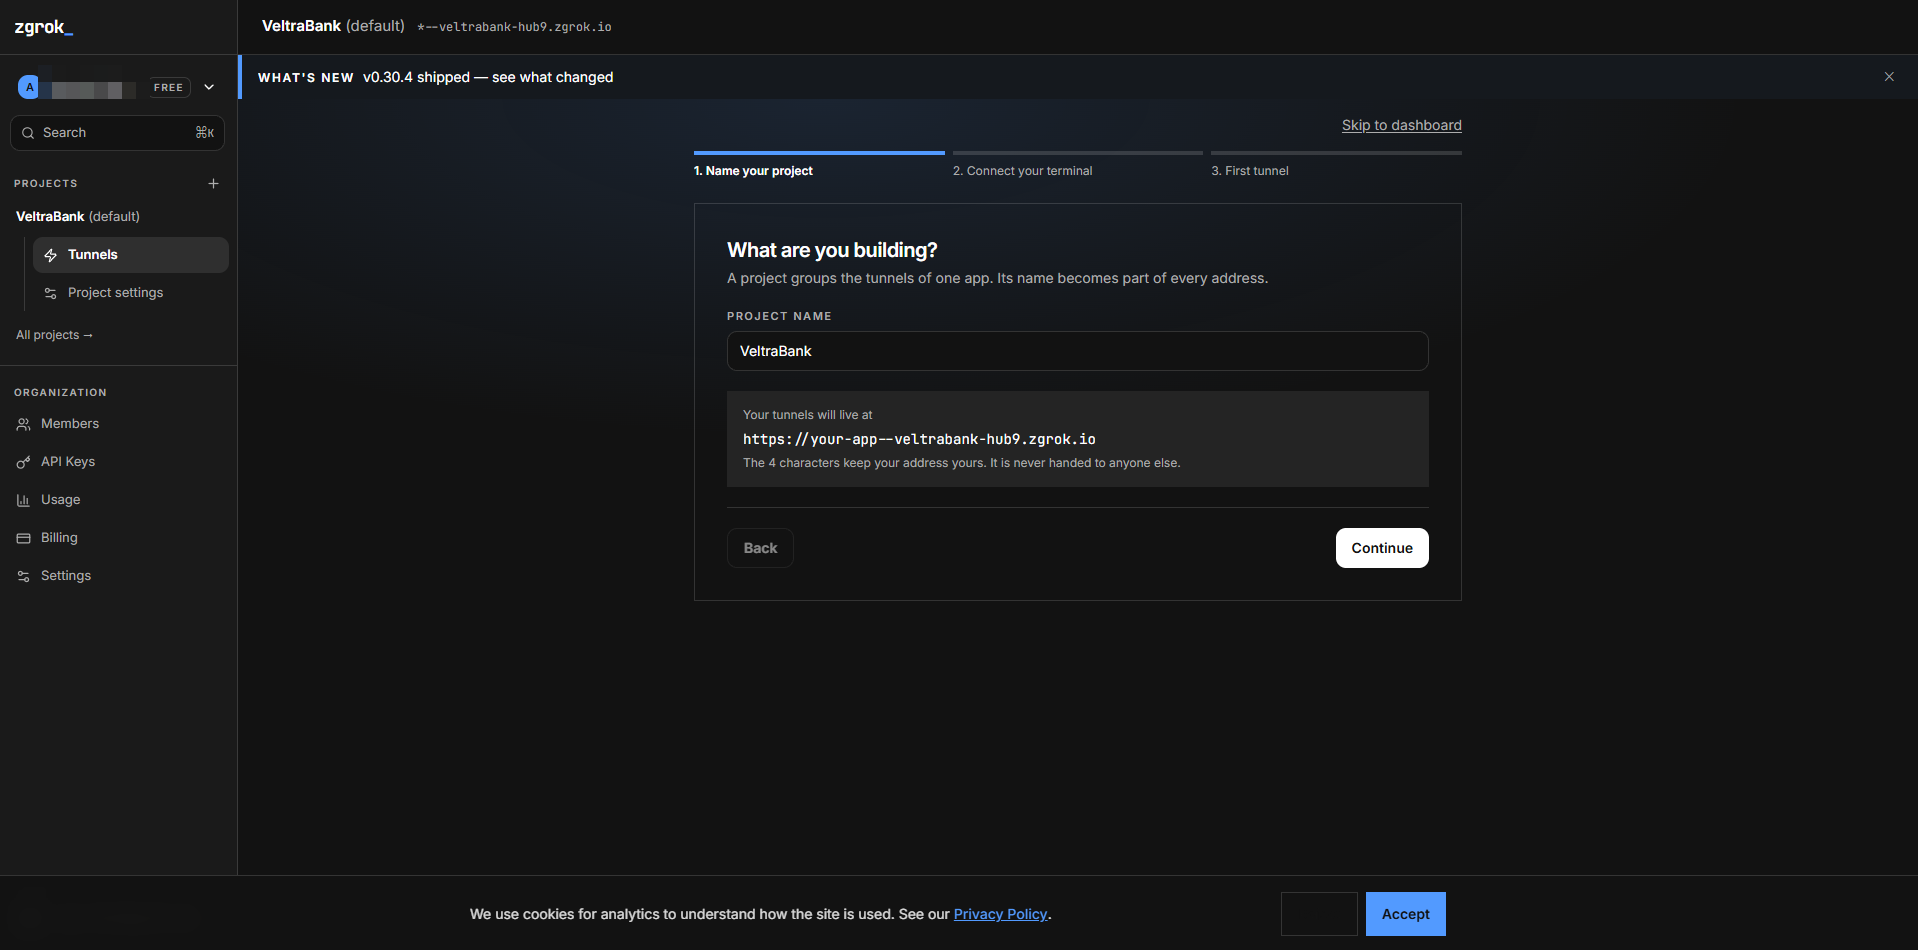 zgrok_
VeltraBank (default) *--veltrabank-hub9.zgrok.io
WHAT'S NEW v0.30.4 shipped — see what changed
A
FREE
Search ⌘K
PROJECTS
VeltraBank (default)
Tunnels
Project settings
All projects →
ORGANIZATION
Members
API Keys
Usage
Billing
Settings
Skip to dashboard
1. Name your project
2. Connect your terminal
3. First tunnel
What are you building?
A project groups the tunnels of one app. Its name becomes part of every address.
PROJECT NAME
VeltraBank
Your tunnels will live at
https://your-app--veltrabank-hub9.zgrok.io
The 4 characters keep your address yours. It is never handed to anyone else.
Back
Continue
We use cookies for analytics to understand how the site is used. See our Privacy Policy.
Accept